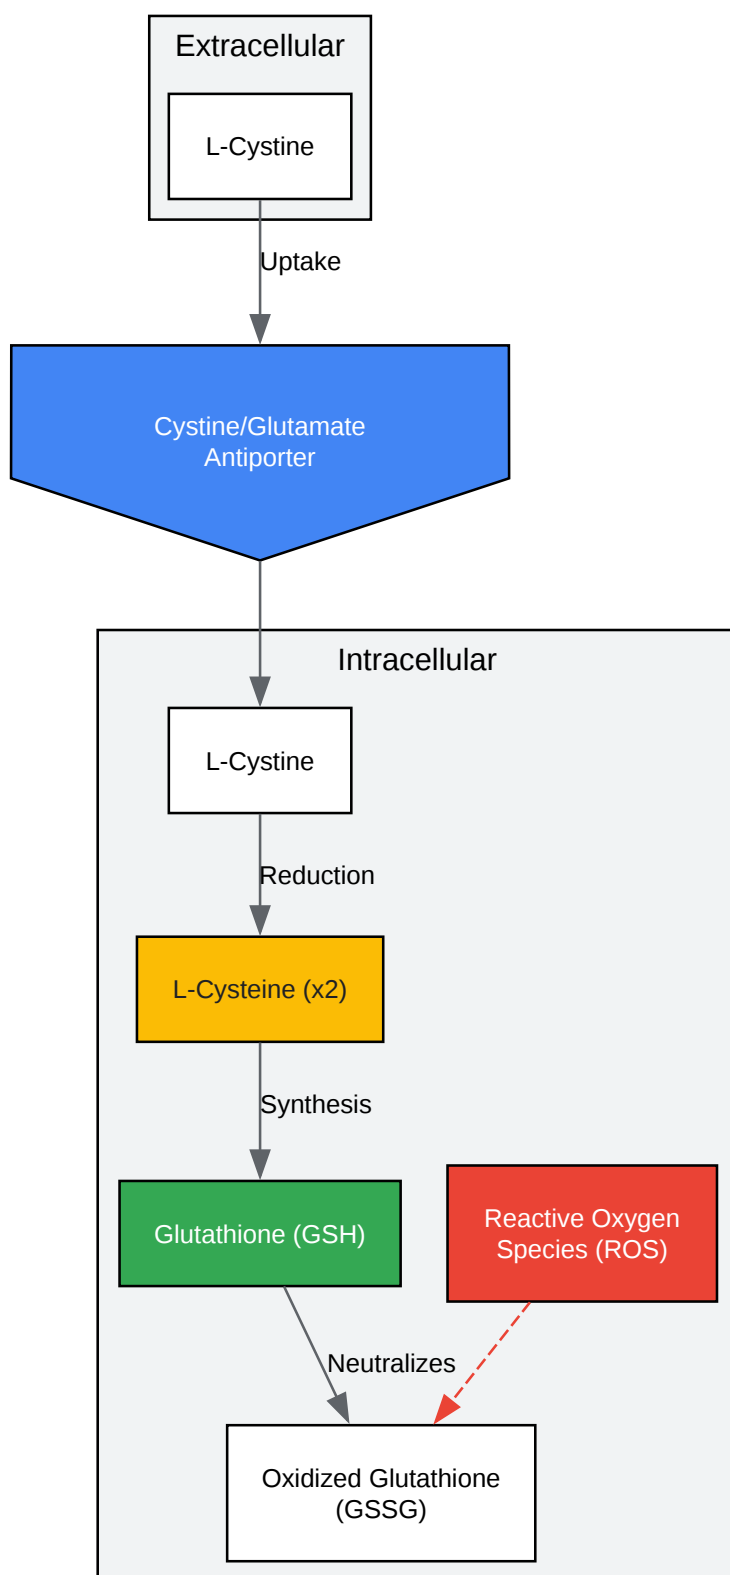 Extracellular
L-Cystine
Uptake
Cystine/Glutamate
Antiporter
Intracellular
L-Cystine
Reduction
L-Cysteine (x2)
Synthesis
Glutathione (GSH)
Reactive Oxygen
Species (ROS)
Neutralizes
Oxidized Glutathione
(GSSG)